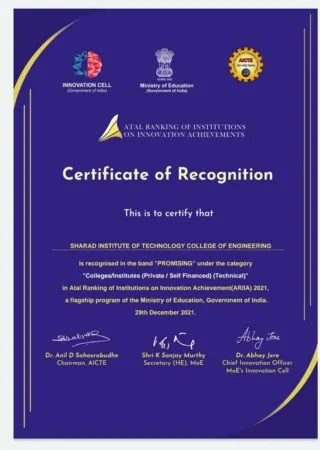 INNOVATION CELL
(Government of India)
Ministry of Education
(Government of India)
AICTE
ATAL RANKING OF INSTITUTIONS
ON INNOVATION ACHIEVEMENTS
Certificate of Recognition
This is to certify that
SHARAD INSTITUTE OF TECHNOLOGY COLLEGE OF ENGINEERING
is recognised in the band "PROMISING" under the category
"Colleges/Institutes (Private / Self Financed) (Technical)"
in Atal Ranking of Institutions on Innovation Achievement(ARIIA) 2021,
a flagship program of the Ministry of Education, Government of India.
29th December 2021.
Abhay Jere
Dr. Anil D Sahasrabudhe
Chairman, AICTE
Shri K Sanjay Murthy
Secretary (HE), MoE
Dr. Abhay Jere
Chief Innovation Officer
MoE's Innovation Cell